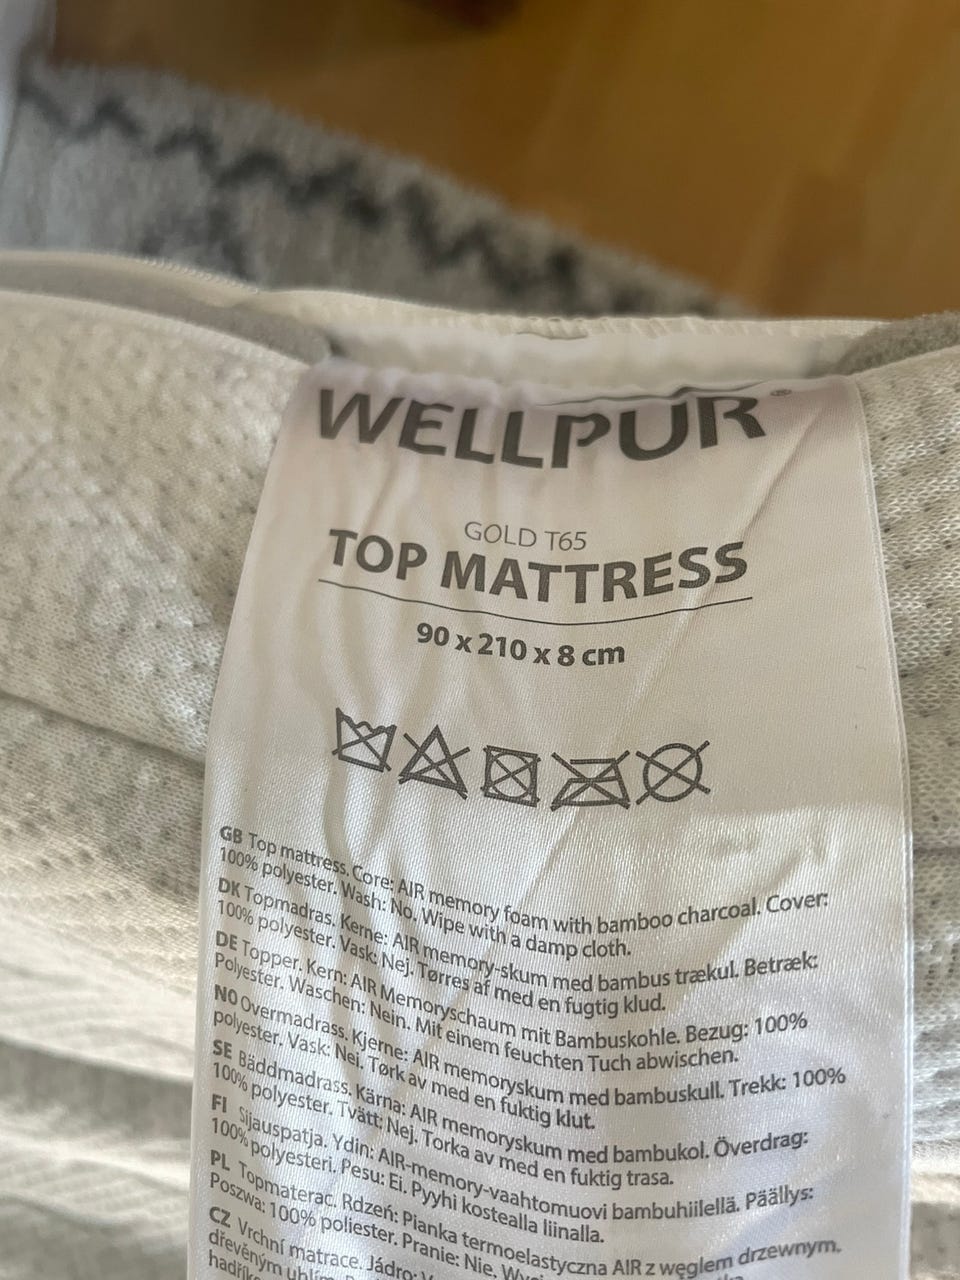 WELLPUR®
GOLD T65
TOP MATTRESS
90 x 210 x 8 cm
GB Top mattress. Core: AIR memory foam with bamboo charcoal. Cover:
100% polyester. Wash: No. Wipe with a damp cloth.
DK Topmadras. Kerne: AIR memory-skum med bambus trækul. Betræk:
100% polyester. Vask: Nej. Tørres af med en fugtig klud.
DE Topper. Kern: AIR Memoryschaum mit Bambuskohle. Bezug: 100%
Polyester. Waschen: Nein. Mit einem feuchten Tuch abwischen.
NO Overmadrass. Kjerne: AIR memoryskum med bambuskull. Trekk: 100%
polyester. Vask: Nei. Tørk av med en fuktig klut.
SE Bäddmadrass. Kärna: AIR memoryskum med bambukol. Överdrag:
100% polyester. Tvätt: Nej. Torka av med en fuktig trasa.
FI Sijauspatja. Ydin: AIR-memory-vaahtomuovi bambuhiilellä. Päällys:
100% polyesteri. Pesu: Ei. Pyyhi kostealla liinalla.
PL Topmaterac. Rdzeń: Pianka termoelastyczna AIR z węglem drzewnym.
Poszwa: 100% poliester. Pranie: Nie.
CZ Vrchní matrace. Jádro:
dřevěným